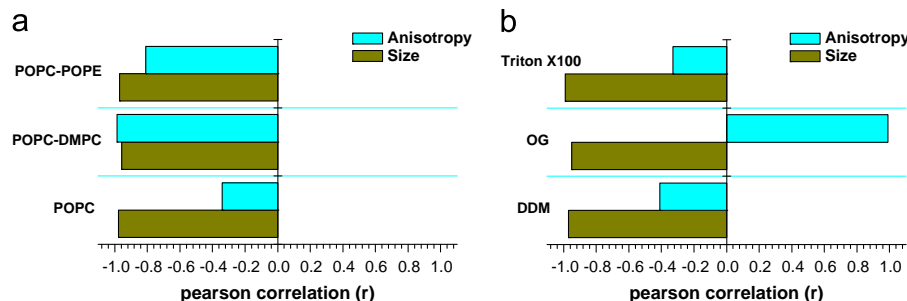 a
Anisotropy
Size
POPC-POPE
POPC-DMPC
POPC
-1.0 -0.8 -0.6 -0.4 -0.2 0.0 0.2 0.4 0.6 0.8 1.0
pearson correlation (r)
b
Anisotropy
Size
Triton X100
OG
DDM
-1.0 -0.8 -0.6 -0.4 -0.2 0.0 0.2 0.4 0.6 0.8 1.0
pearson correlation (r)